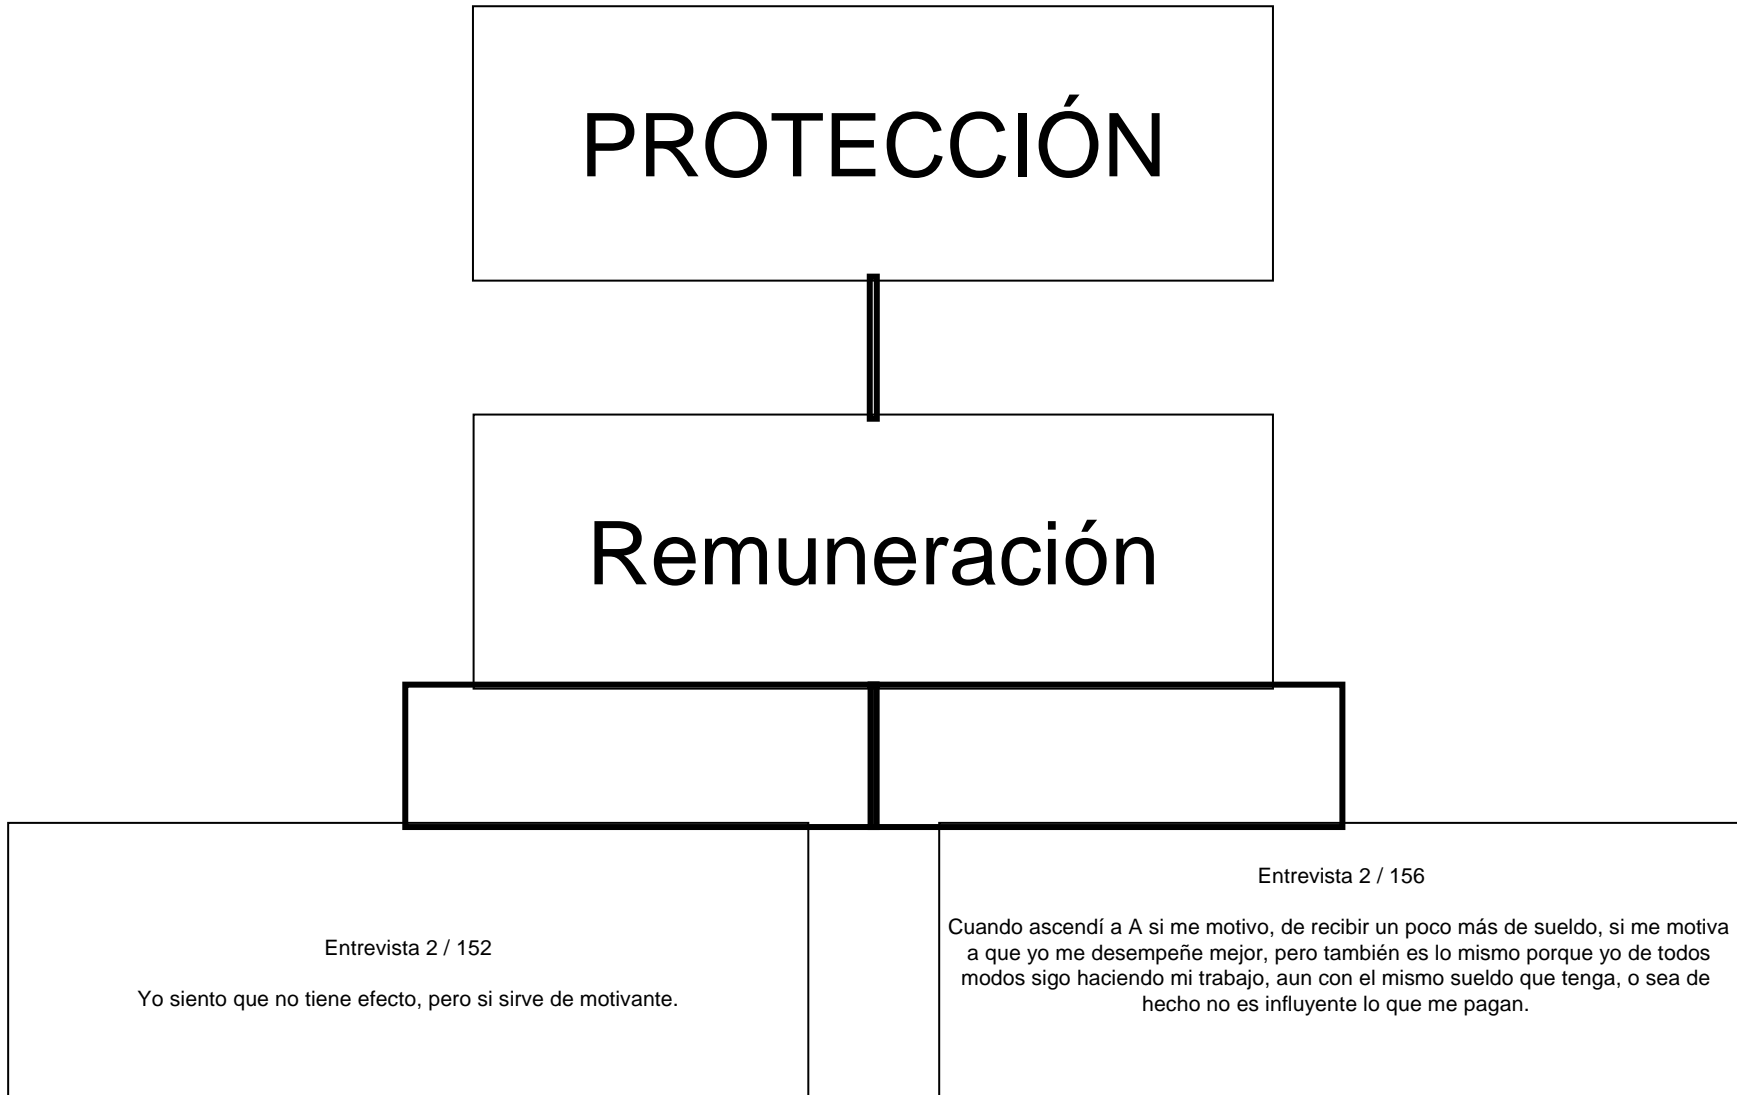 PROTECCIÓN
Remuneración
Entrevista 2 / 152
Yo siento que no tiene efecto, pero si sirve de motivante.
Entrevista 2 / 156
Cuando ascendí a A si me motivo, de recibir un poco más de sueldo, si me motiva
a que yo me desempeñe mejor, pero también es lo mismo porque yo de todos
modos sigo haciendo mi trabajo, aun con el mismo sueldo que tenga, o sea de
hecho no es influyente lo que me pagan.